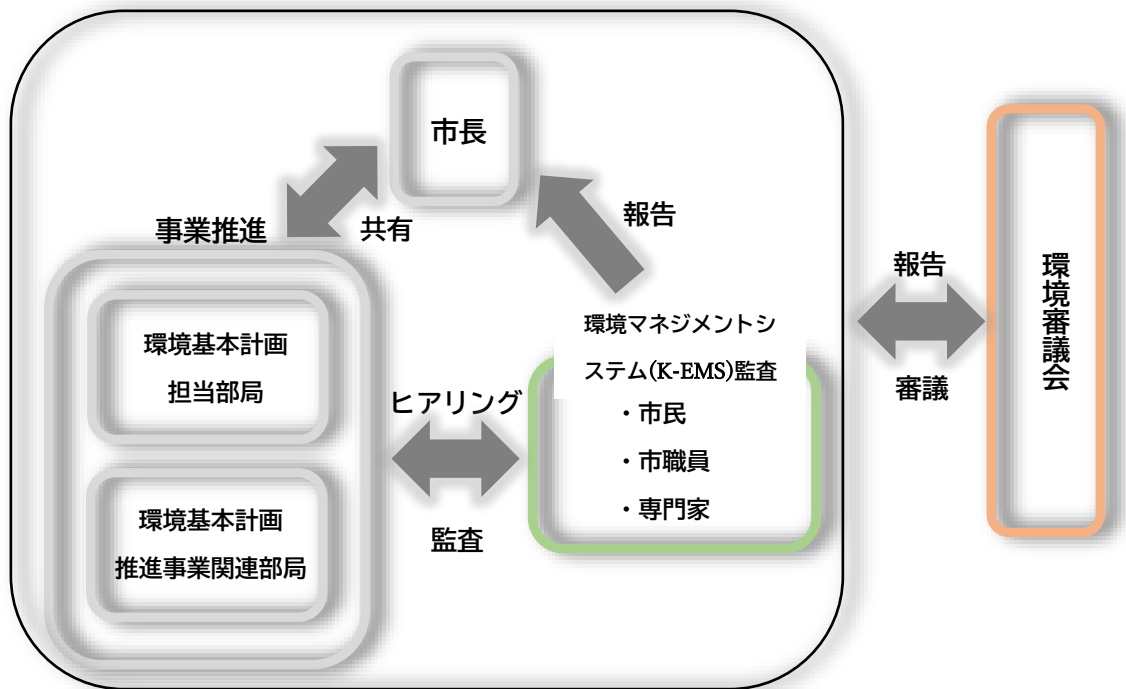 市長
事業推進
共有
報告
環境基本計画
担当部局
環境基本計画
推進事業関連部局
ヒアリング
監査
環境マネジメントシ
ステム(K-EMS)監査
・市民
・市職員
・専門家
報告
審議
環境審議会